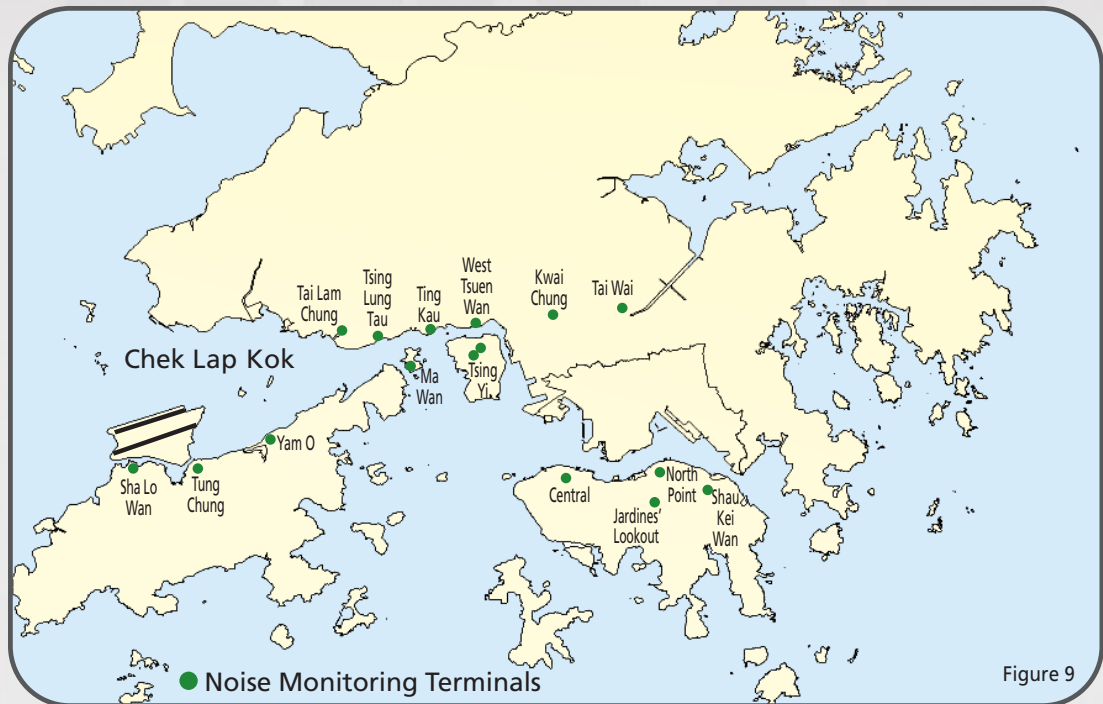 West
Tsuen
Wan
Tsing
Lung
Tau
Kwai
Chung
Tai Wai
Tai Lam
Chung
Ting
Kau
Chek Lap Kok
Ma
Wan
Tsing
Yi
Yam O
Sha Lo
Wan
Tung
Chung
Central
North
Point
Jardines'
Lookout
Shau
Kei
Wan
Noise Monitoring Terminals
Figure 9